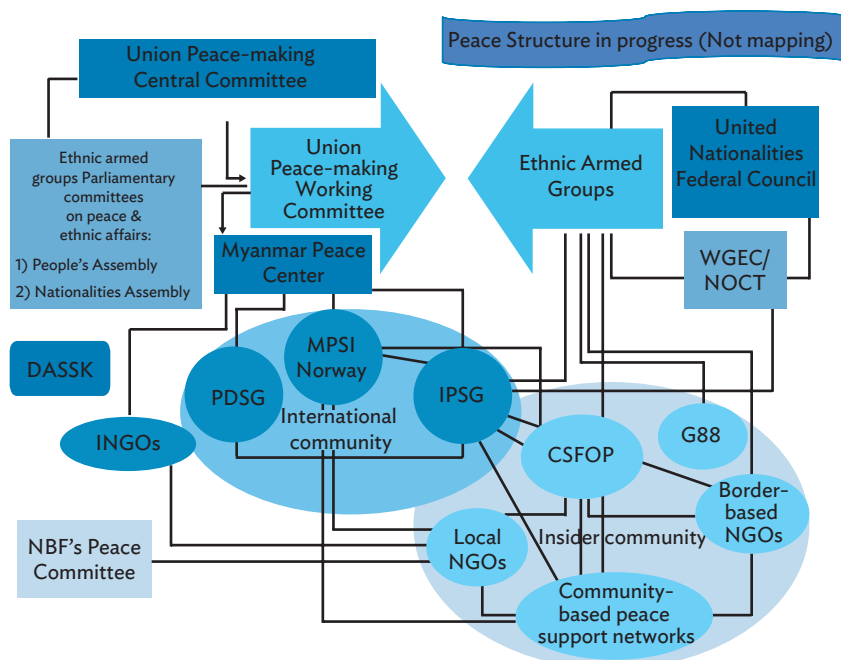 Peace Structure in progress (Not mapping)
Union Peace-making
Central Committee
Ethnic armed
groups Parliamentary
committees
on peace &
ethnic affairs:
1) People's Assembly
2) Nationalities Assembly
Union
Peace-making
Working
Committee
Ethnic Armed
Groups
United
Nationalities
Federal Council
Myanmar Peace
Center
WGEC/
NOCT
DASSK
PDSG
MPSI
Norway
IPSG
International
community
INGOs
CSFOP
G88
Border-
based
NGOs
Local
NGOs
Insider community
NBF's Peace
Committee
Community-
based peace
support networks